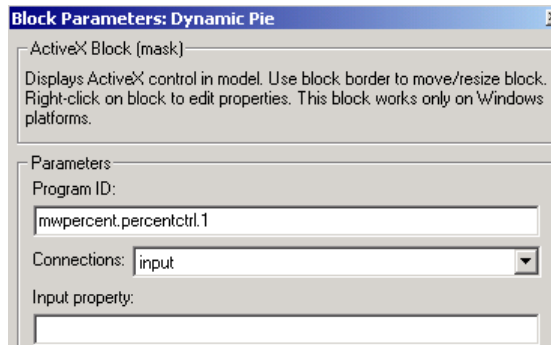 Block Parameters: Dynamic Pie
ActiveX Block (mask)
Displays ActiveX control in model. Use block border to move/resize block.
Right-click on block to edit properties. This block works only on Windows
platforms.
Parameters
Program ID:
mwpercent.percentctrl.1
Connections: input
Input property: